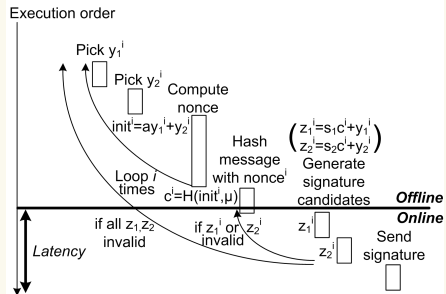 Execution order
Pick y₁ⁱ
Pick y₂ⁱ
initⁱ=ay₁ⁱ+y₂ⁱ
Compute
nonce
Loop i
times
Hash
message
with nonceⁱ
cⁱ=H(initⁱ,μ)
(z₁ⁱ=s₁cⁱ+y₁ⁱ
z₂ⁱ=s₂cⁱ+y₂ⁱ)
Generate
signature
candidates
Offline
Online
Latency
if all z₁,z₂
invalid
if z₁ⁱ or z₂ⁱ
invalid
z₁ⁱ
z₂ⁱ
Send
signature